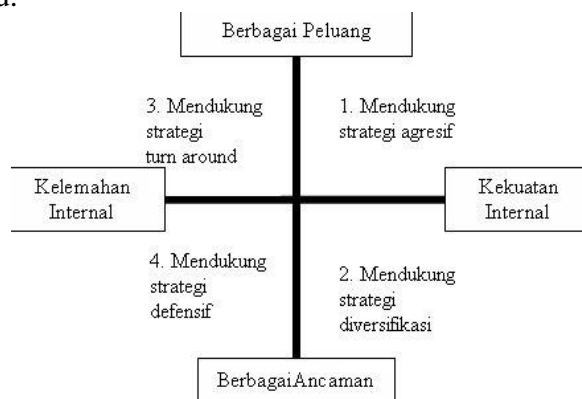 d.
Berbagai Peluang
3. Mendukung
strategi
turn around
1. Mendukung
strategi agresif
Kelemahan
Internal
Kekuatan
Internal
4. Mendukung
strategi
defensif
2. Mendukung
strategi
diversifikasi
BerbagaiAncaman